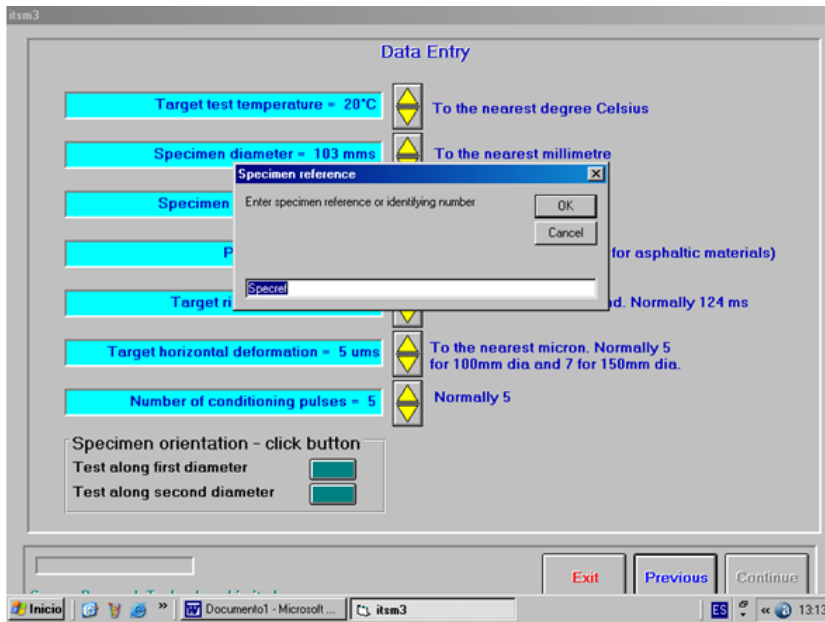 itsm3
Data Entry
Target test temperature = 20°C
To the nearest degree Celsius
Specimen diameter = 103 mms
To the nearest millimetre
Specimen reference
Specimen
Enter specimen reference or identifying number
OK
Cancel
P
for asphaltic materials)
Specref
Target ri
nd. Normally 124 ms
Target horizontal deformation = 5 ums
To the nearest micron. Normally 5
for 100mm dia and 7 for 150mm dia.
Number of conditioning pulses = 5
Normally 5
Specimen orientation - click button
Test along first diameter
Test along second diameter
Exit
Previous
Continue
Inicio
»
Documento1 - Microsoft ...
itsm3
ES
«
13:13